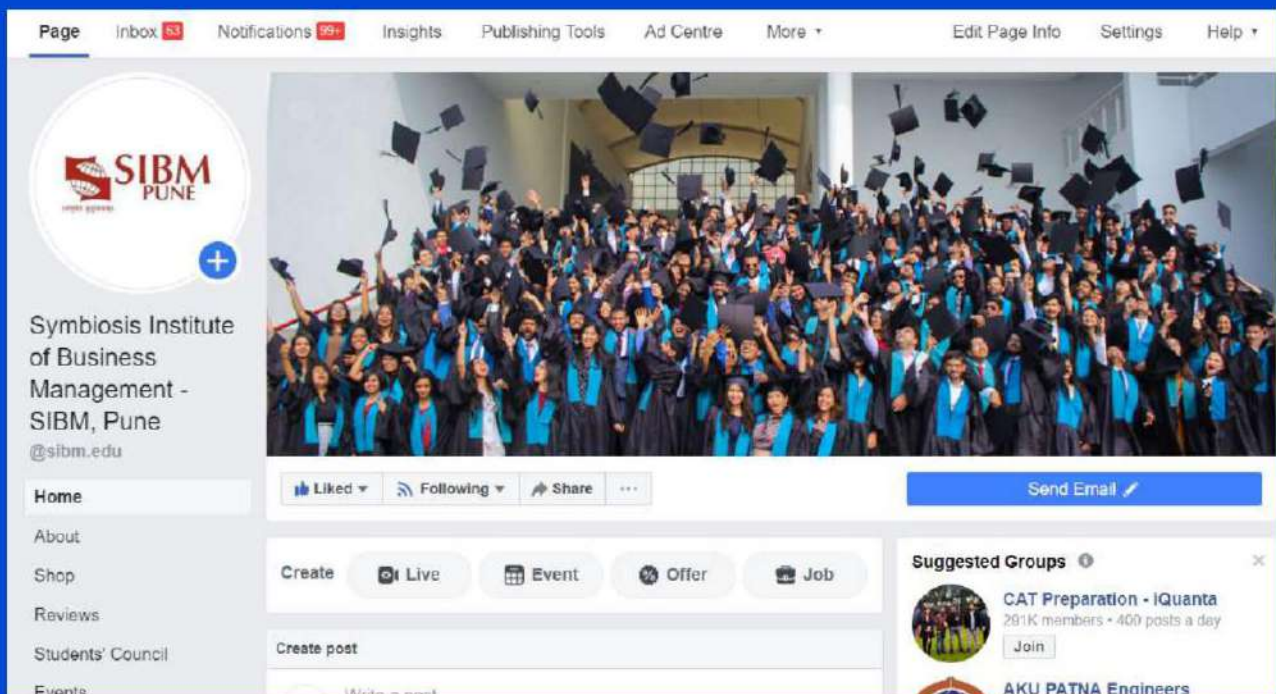 Page Inbox 63 Notifications 99+ Insights Publishing Tools Ad Centre More Edit Page Info Settings Help
SIBM
PUNE
Symbiosis Institute
of Business
Management -
SIBM, Pune
@sibm.edu
Home
About
Shop
Reviews
Students' Council
Events
Liked Following Share ...
Send Email
Create Live Event Offer Job
Create post
Write a post
Suggested Groups
CAT Preparation - iQuanta
291K members • 400 posts a day
Join
AKU PATNA Engineers